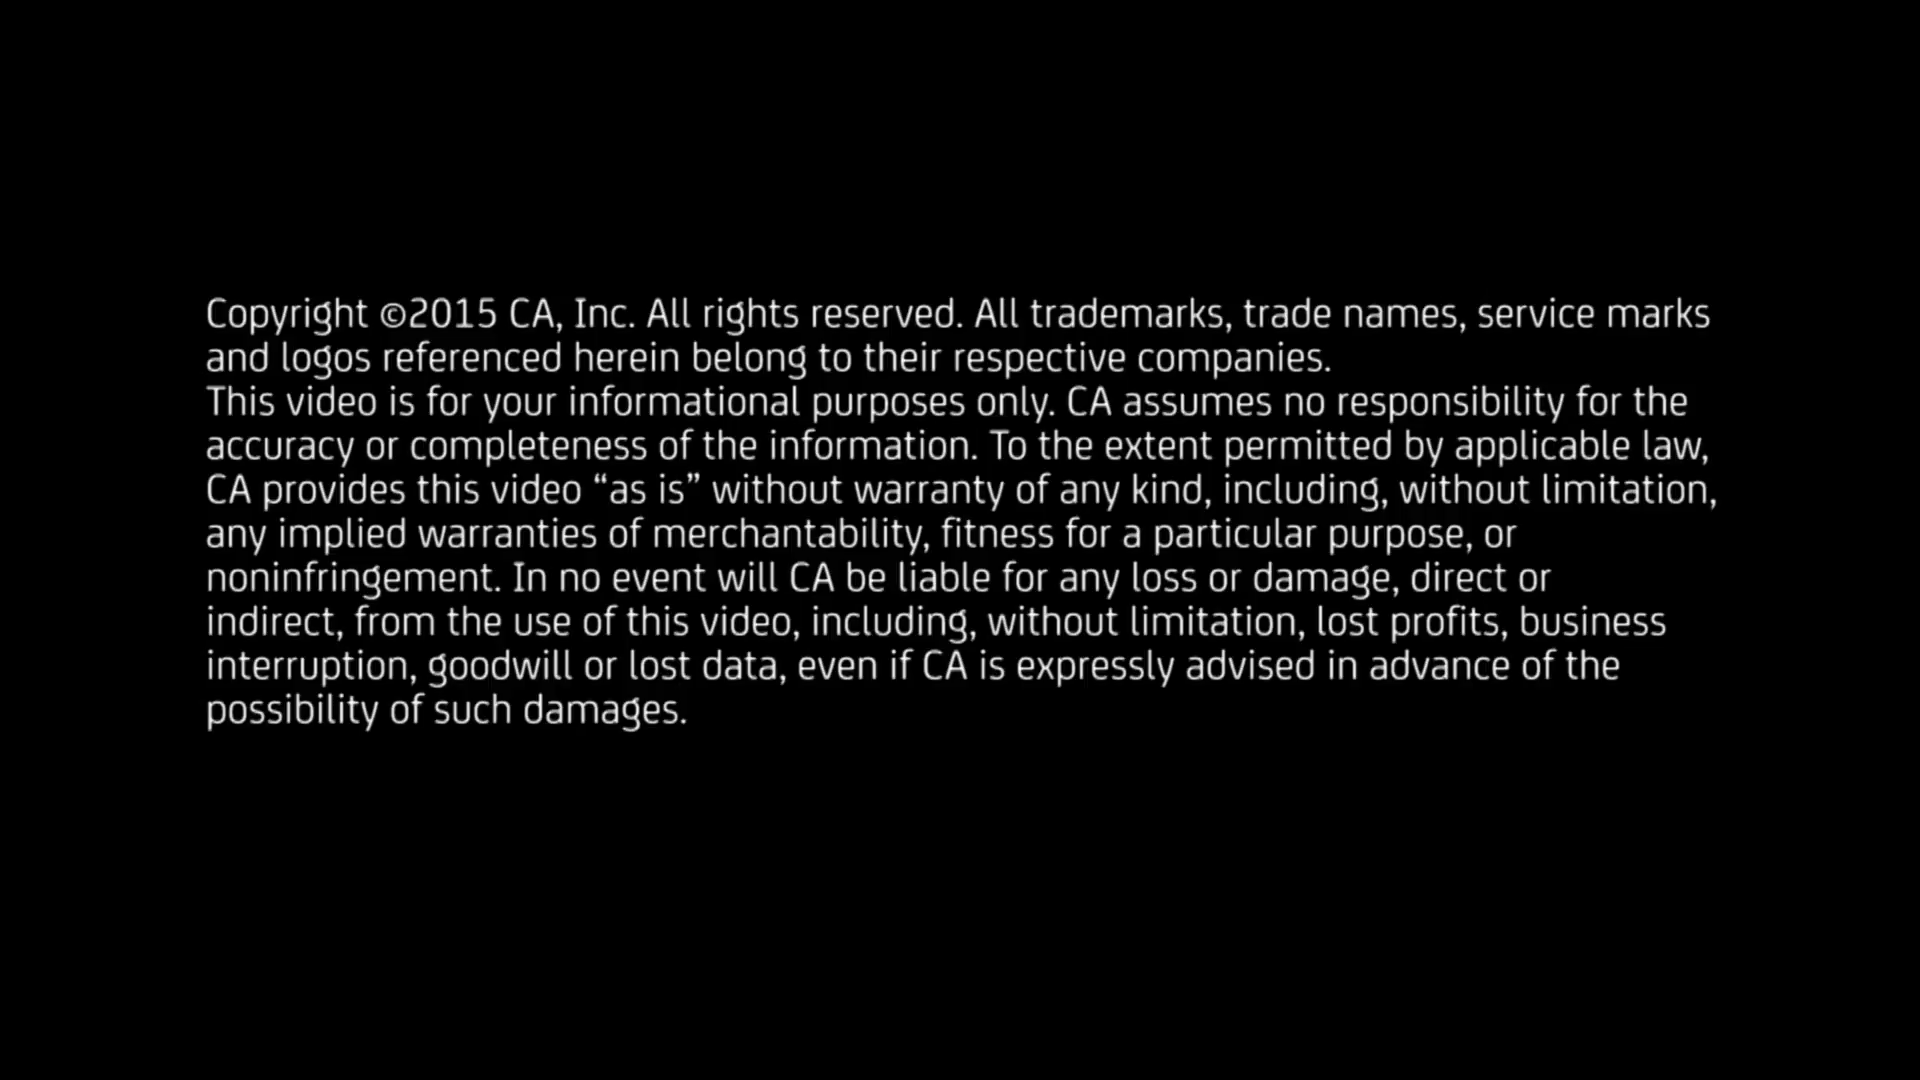 Copyright ©2015 CA, Inc. All rights reserved. All trademarks, trade names, service marks
and logos referenced herein belong to their respective companies.
This video is for your informational purposes only. CA assumes no responsibility for the
accuracy or completeness of the information. To the extent permitted by applicable law,
CA provides this video “as is” without warranty of any kind, including, without limitation,
any implied warranties of merchantability, fitness for a particular purpose, or
noninfringement. In no event will CA be liable for any loss or damage, direct or
indirect, from the use of this video, including, without limitation, lost profits, business
interruption, goodwill or lost data, even if CA is expressly advised in advance of the
possibility of such damages.